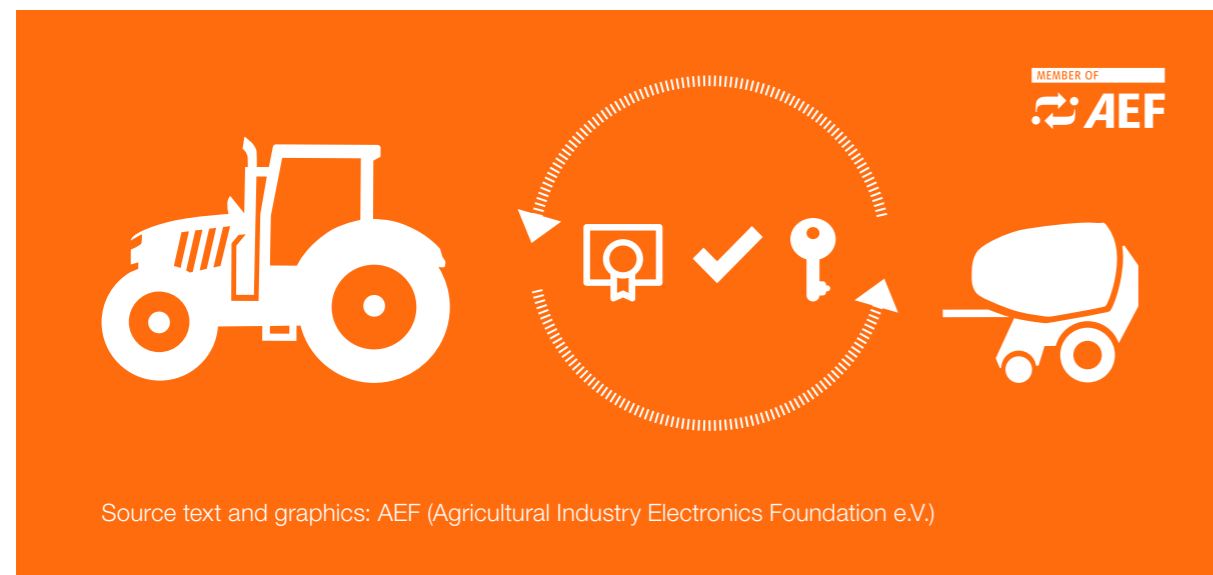 MEMBER OF
AEF
Source text and graphics: AEF (Agricultural Industry Electronics Foundation e.V.)